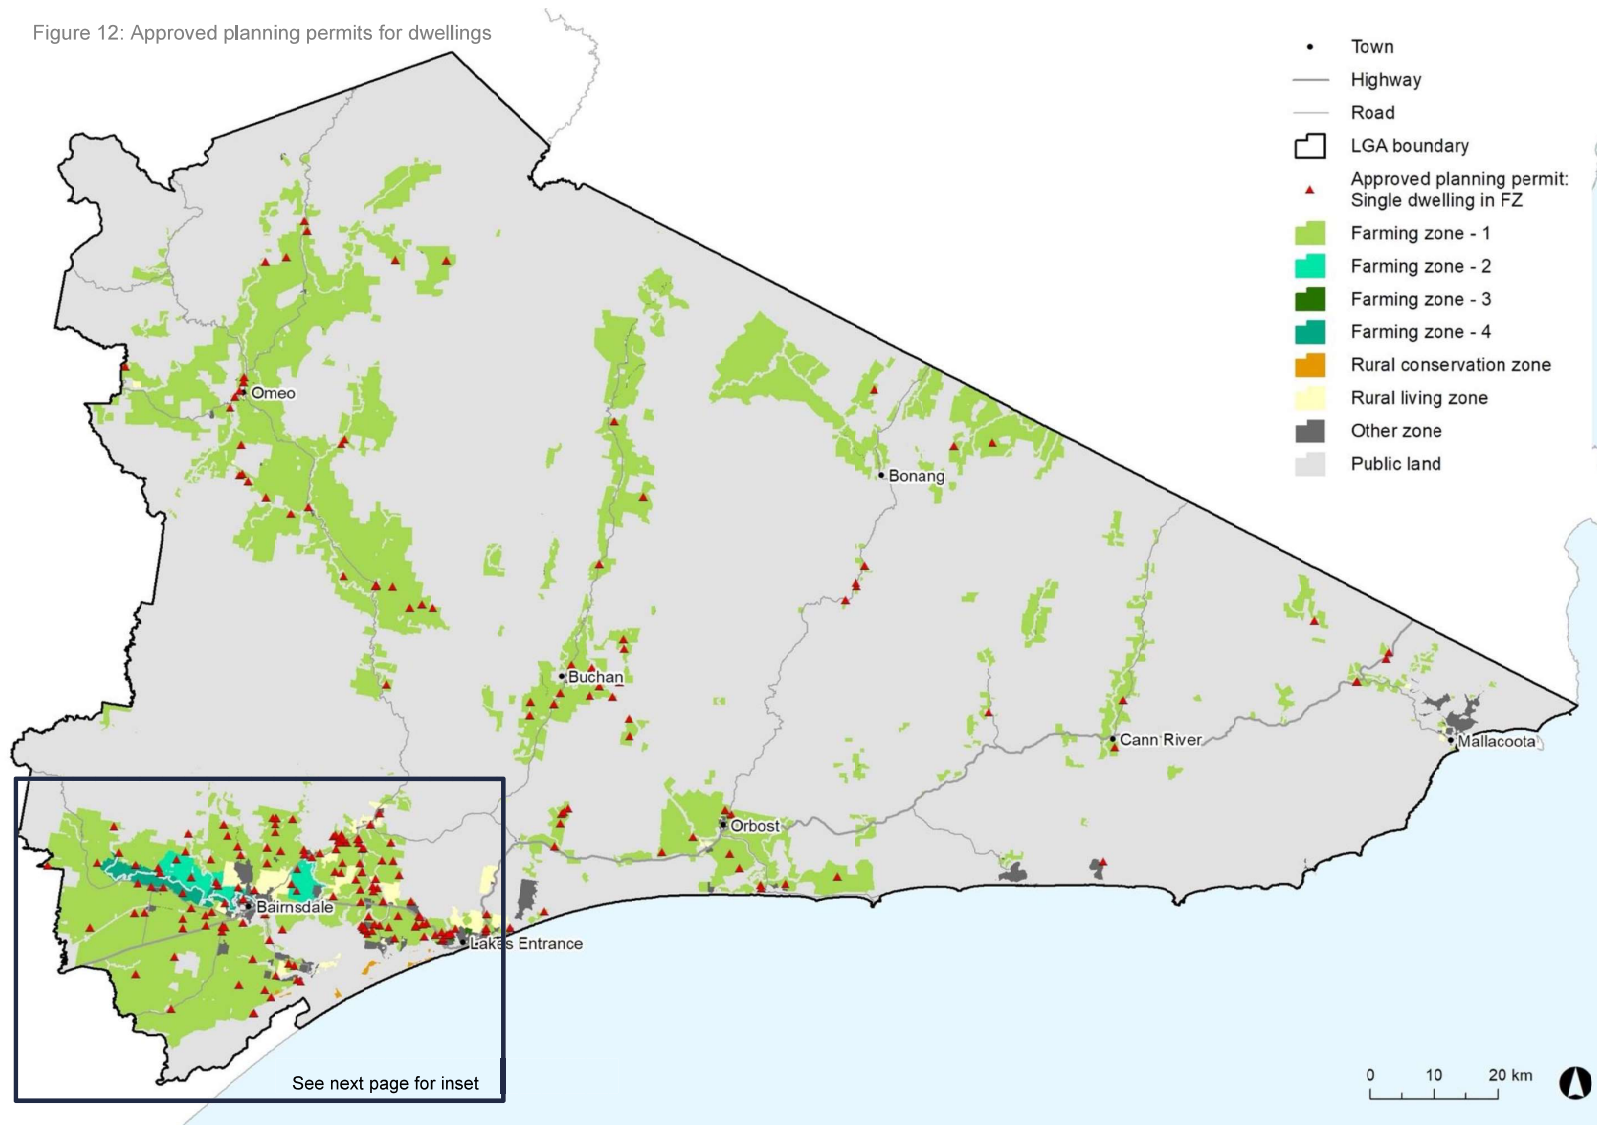 Figure 12: Approved planning permits for dwellings
Town
Highway
Road
LGA boundary
Approved planning permit:
Single dwelling in FZ
Farming zone - 1
Farming zone - 2
Farming zone - 3
Farming zone - 4
Rural conservation zone
Rural living zone
Other zone
Public land
Omeo
Bonang
Buchan
Cann River
Mallacoota
Orbost
Bairnsdale
Lakes Entrance
See next page for inset
0 10 20 km